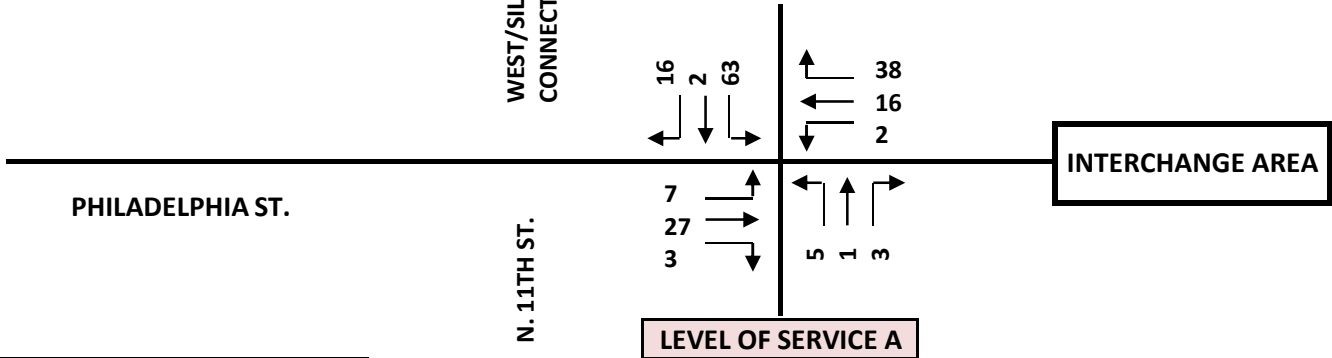 WEST/SIL
CONNECT
16
2
63
38
16
2
INTERCHANGE AREA
PHILADELPHIA ST.
7
27
3
5
1
3
N. 11TH ST.
LEVEL OF SERVICE A